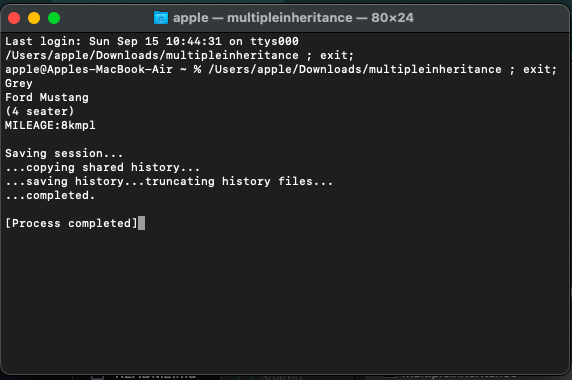 apple — multipleinheritance — 80×24
Last login: Sun Sep 15 10:44:31 on ttys000
/Users/apple/Downloads/multipleinheritance ; exit;
apple@Apples-MacBook-Air ~ % /Users/apple/Downloads/multipleinheritance ; exit;
Grey
Ford Mustang
(4 seater)
MILEAGE:8kmpl
Saving session...
...copying shared history...
...saving history...truncating history files...
...completed.
[Process completed]